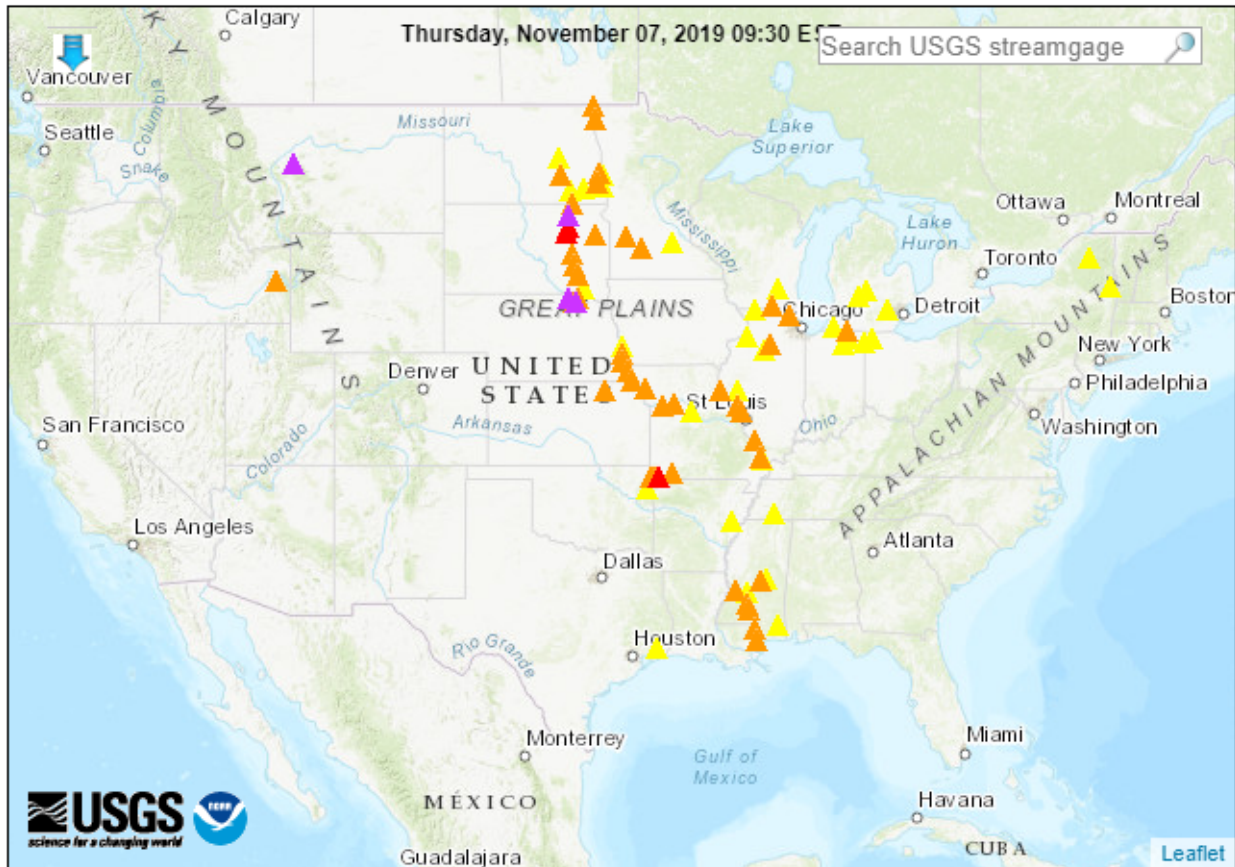 Calgary
Thursday, November 07, 2019 09:30 EST
Search USGS streamgage
Vancouver
Columbia
Missouri
Lake
Superior
Seattle
Snake
KY MOUNTAINS
Mississippi
Ottawa
Montreal
Lake
Huron
Toronto
GREAT PLAINS
Chicago
Detroit
Boston
APPALACHIAN MOUNTAINS
New York
UNITED
STATES
Denver
Philadelphia
St Louis
Ohio
Washington
San Francisco
Colorado
Arkansas
Los Angeles
Dallas
Atlanta
Rio Grande
Houston
Monterrey
Gulf of
Mexico
Miami
MÉXICO
Havana
USGS
science for a changing world
CUBA
Guadalajara
Leaflet